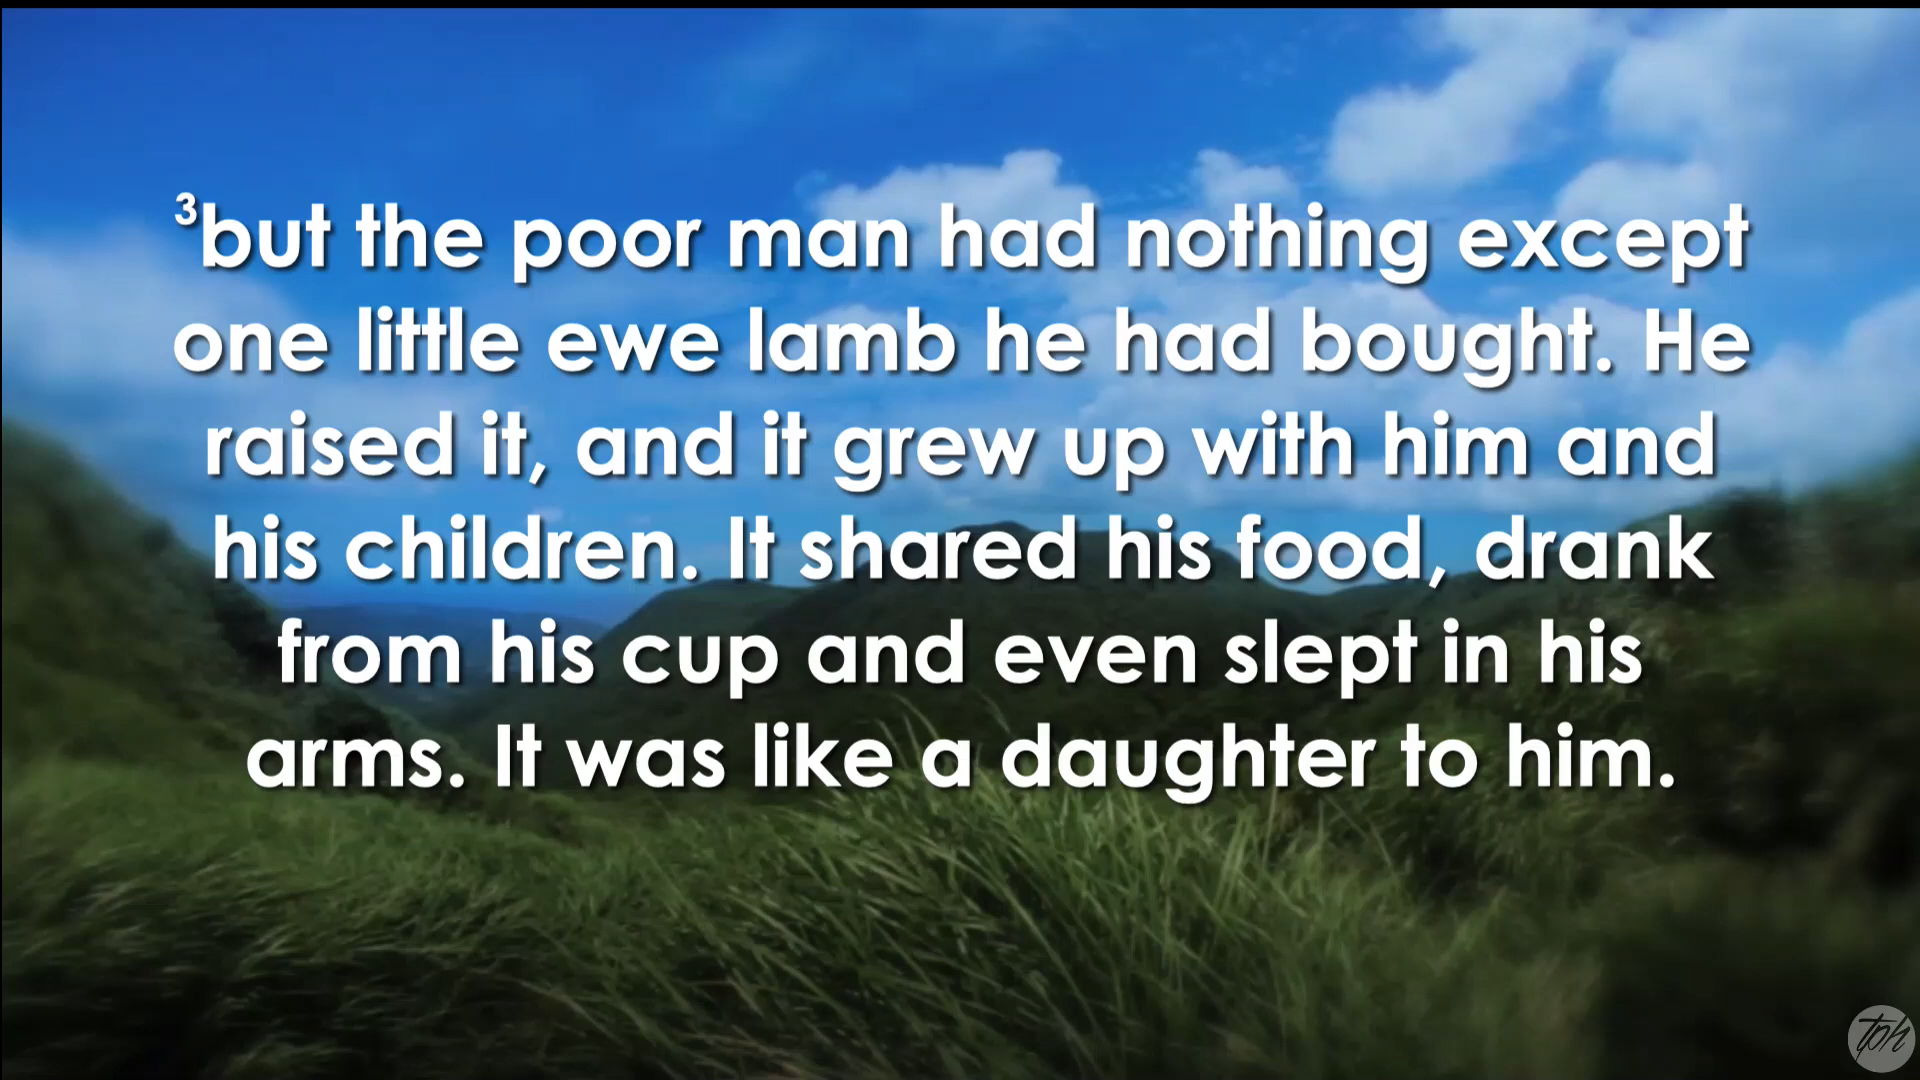 ³but the poor man had nothing except
one little ewe lamb he had bought. He
raised it, and it grew up with him and
his children. It shared his food, drank
from his cup and even slept in his
arms. It was like a daughter to him.
tph